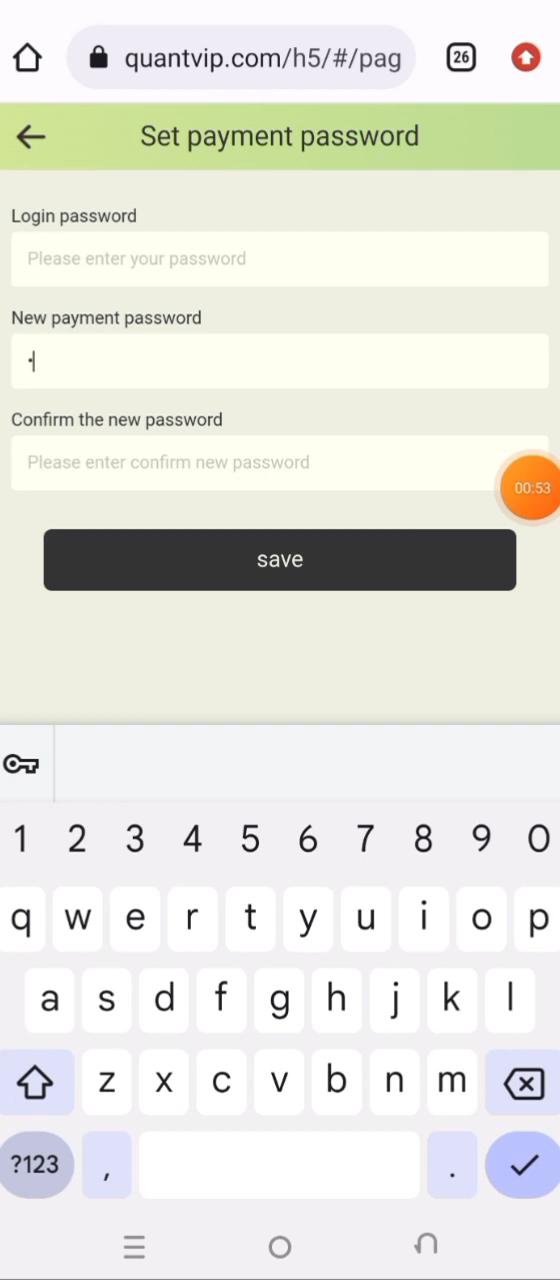 quantvip.com/h5/#/pag
26
Set payment password
Login password
Please enter your password
New payment password
Confirm the new password
Please enter confirm new password
00:53
save
1 2 3 4 5 6 7 8 9 0
q w e r t y u i o p
a s d f g h j k l
z x c v b n m
?123 , .